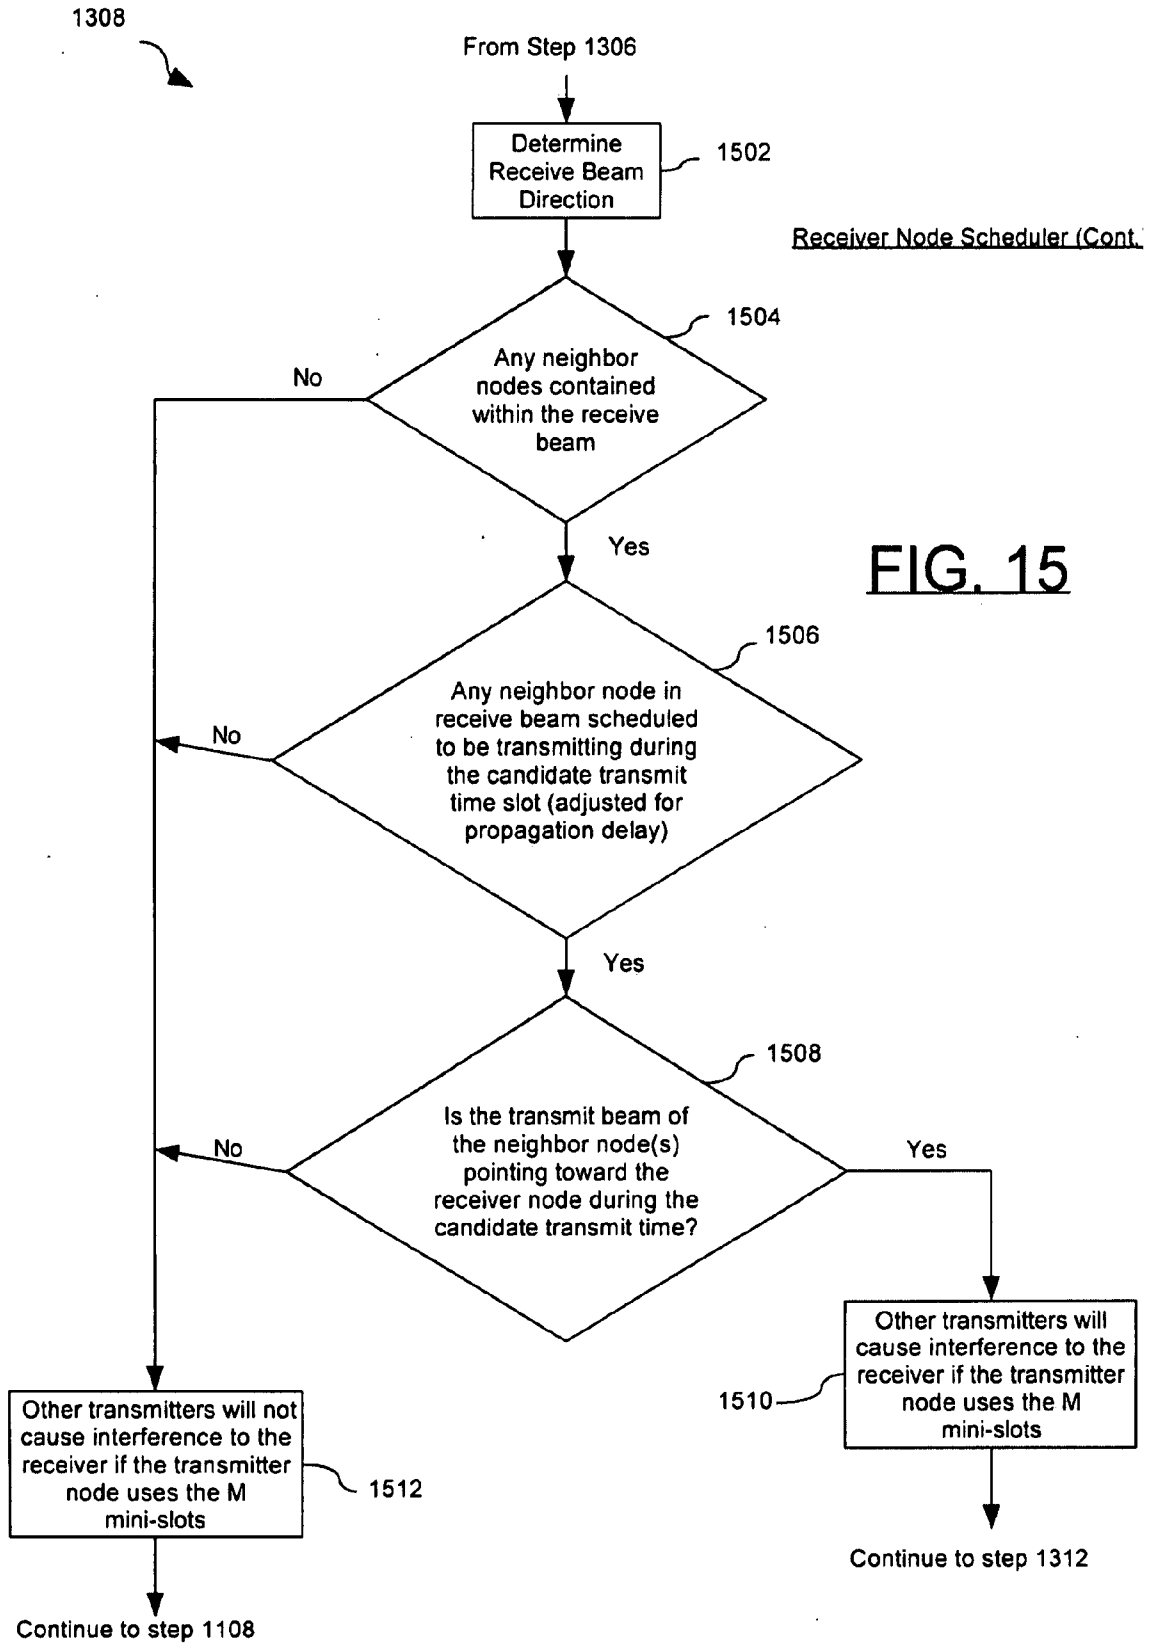 1308
From Step 1306
Determine
Receive Beam
Direction
1502
Receiver Node Scheduler (Cont.
1504
Any neighbor
nodes contained
within the receive
beam
No
Yes
FIG. 15
1506
Any neighbor node in
receive beam scheduled
to be transmitting during
the candidate transmit
time slot (adjusted for
propagation delay)
No
Yes
1508
Is the transmit beam of
the neighbor node(s)
pointing toward the
receiver node during the
candidate transmit time?
No
Yes
Other transmitters will
cause interference to the
receiver if the transmitter
node uses the M
mini-slots
1510
Other transmitters will not
cause interference to the
receiver if the transmitter
node uses the M
mini-slots
1512
Continue to step 1312
Continue to step 1108